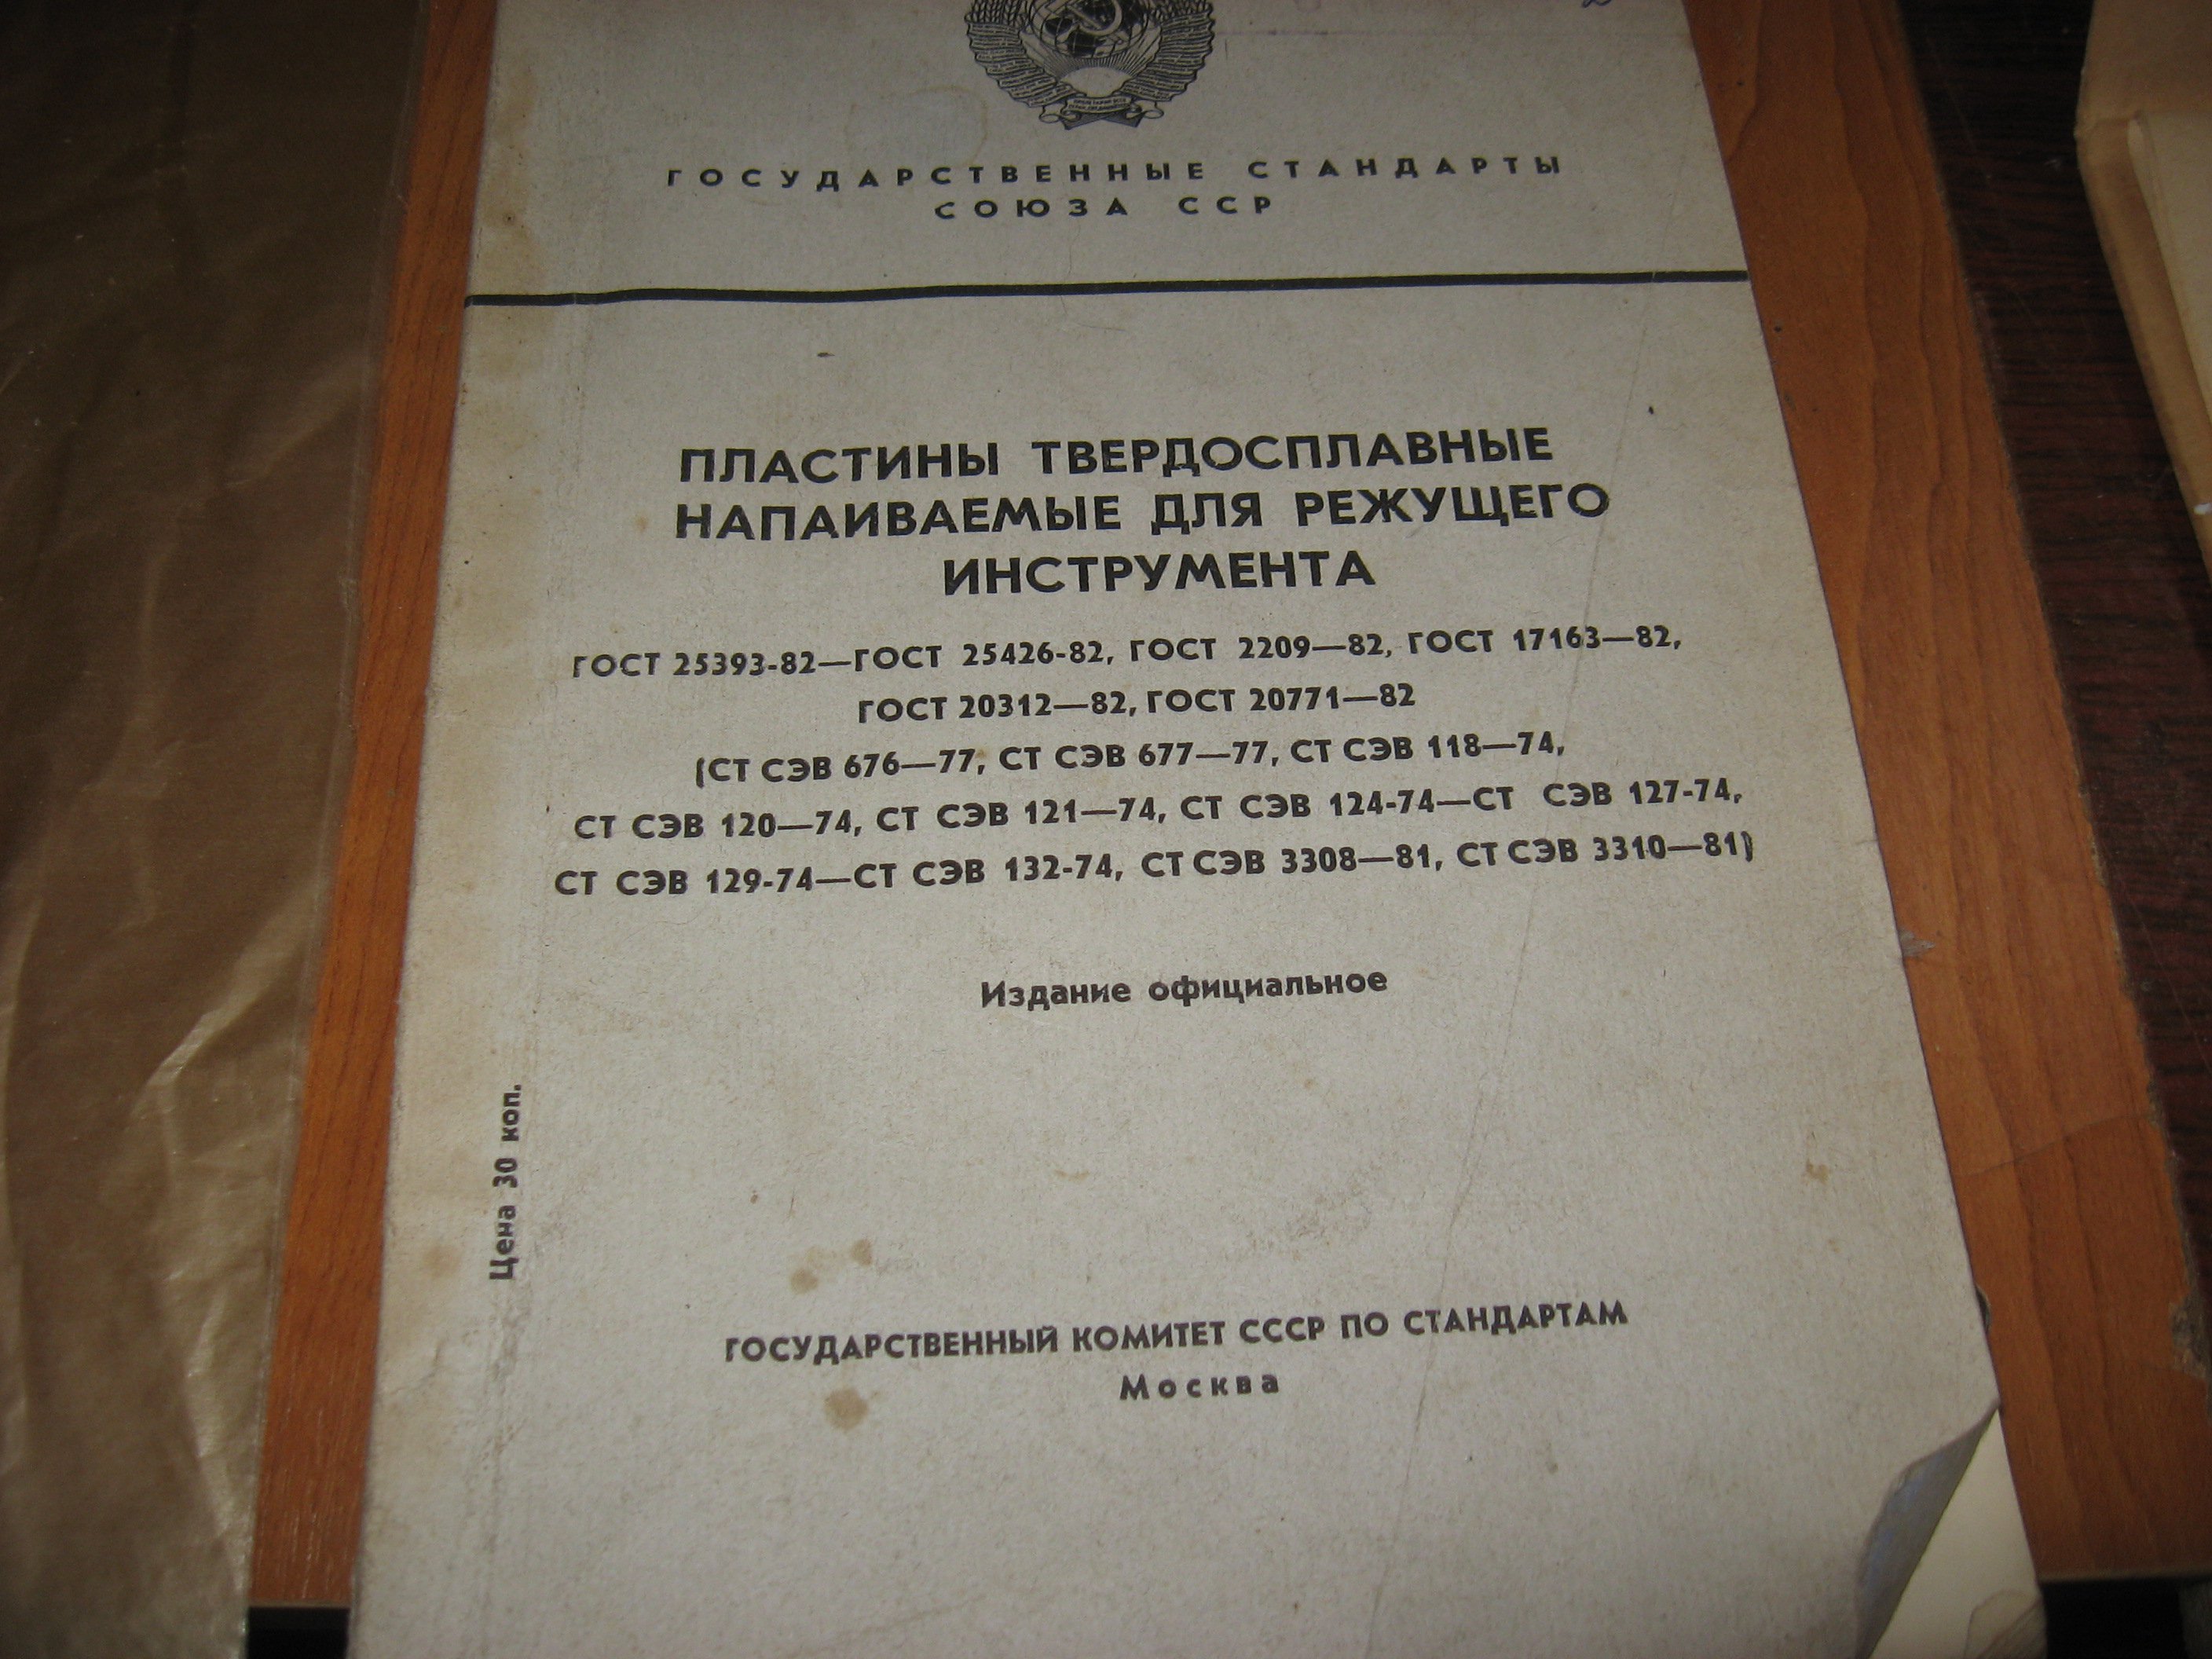 ГОСУДАРСТВЕННЫЕ СТАНДАРТЫ
СОЮЗА ССР
ПЛАСТИНЫ ТВЕРДОСПЛАВНЫЕ
НАПАИВАЕМЫЕ ДЛЯ РЕЖУЩЕГО
ИНСТРУМЕНТА
ГОСТ 25393-82—ГОСТ 25426-82, ГОСТ 2209—82, ГОСТ 17163—82,
ГОСТ 20312—82, ГОСТ 20771—82
(СТ СЭВ 676—77, СТ СЭВ 677—77, СТ СЭВ 118—74,
СТ СЭВ 120—74, СТ СЭВ 121—74, СТ СЭВ 124-74—СТ СЭВ 127-74,
СТ СЭВ 129-74—СТ СЭВ 132-74, СТ СЭВ 3308—81, СТ СЭВ 3310—81)
Издание официальное
Цена 30 коп.
ГОСУДАРСТВЕННЫЙ КОМИТЕТ СССР ПО СТАНДАРТАМ
Москва